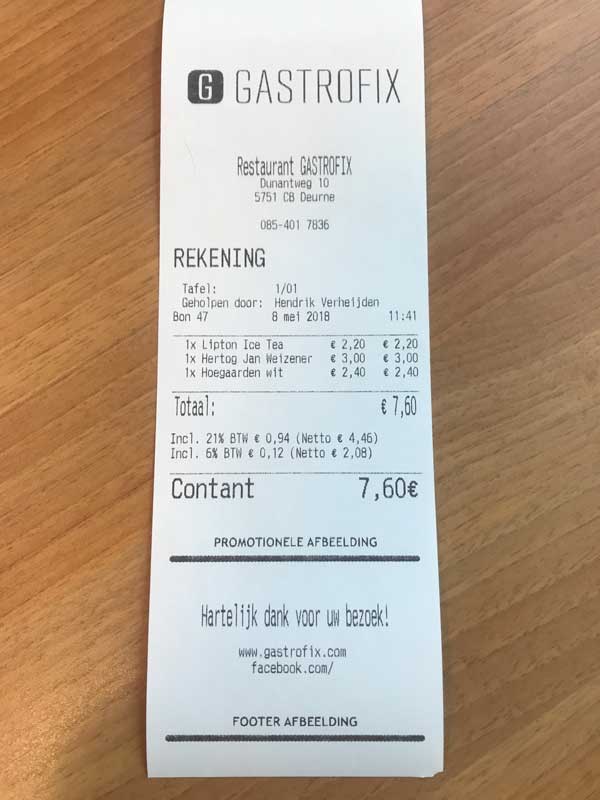 G GASTROFIX
Restaurant GASTROFIX
Dunantweg 10
5751 CB Deurne
085-401 7836
REKENING
Tafel: 1/01
Geholpen door: Hendrik Verheijden
Bon 47 8 mei 2018 11:41
1x Lipton Ice Tea € 2,20 € 2,20
1x Hertog Jan Weizener € 3,00 € 3,00
1x Hoegaarden wit € 2,40 € 2,40
Totaal: € 7,60
Incl. 21% BTW € 0,94 (Netto € 4,46)
Incl. 6% BTW € 0,12 (Netto € 2,08)
Contant 7,60€
PROMOTIONELE AFBEELDING
Hartelijk dank voor uw bezoek!
www.gastrofix.com
facebook.com/
FOOTER AFBEELDING